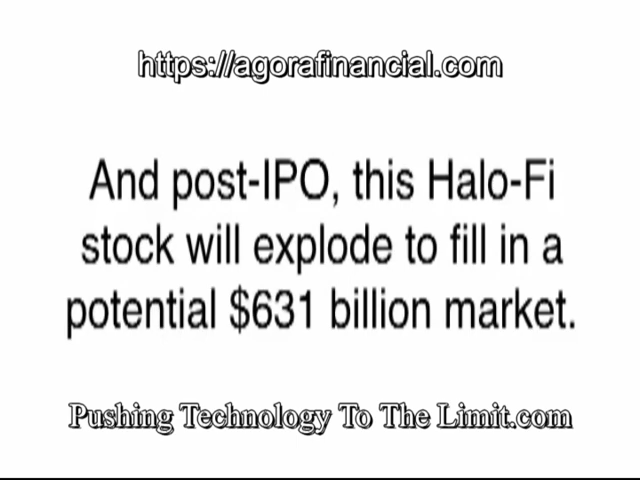 https://agorafinancial.com
And post-IPO, this Halo-Fi
stock will explode to fill in a
potential $631 billion market.
Pushing Technology To The Limit.com